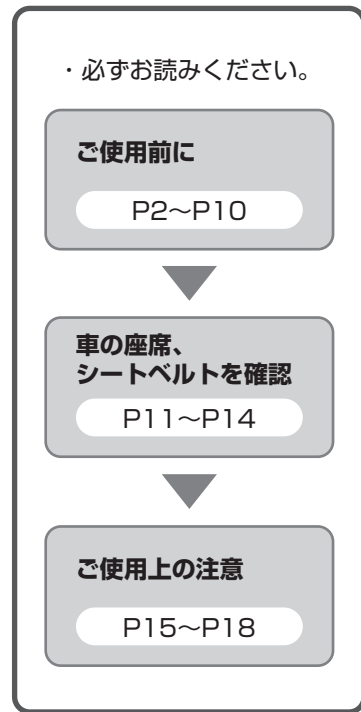 ・必ずお読みください。
ご使用前に
P2〜P10
車の座席、
シートベルトを確認
P11〜P14
ご使用上の注意
P15〜P18